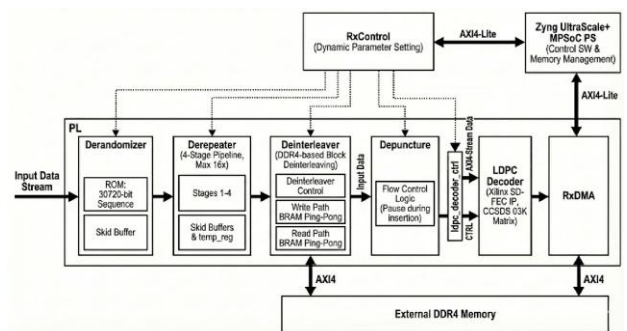 RxControl
(Dynamic Parameter Setting)
AXI4-Lite
Zynq UltraScale+
MPSoC PS
(Control SW &
Memory Management)
AXI4-Lite
PL
Input Data
Stream
Derandomizer
ROM:
30720-bit
Sequence
Skid Buffer
Derepeater
(4-Stage Pipeline,
Max 16x)
Stages 1-4
Skid Buffers
& temp_reg
Deinterleaver
(DDR4-based Block
Deinterleaving)
Deinterleaver
Control
Write Path
BRAM Ping-Pong
Read Path
BRAM Ping-Pong
Input Data
Depuncture
Flow Control
Logic
(Pause during
insertion)
ldpc_decoder_ctrl
AXI4-Stream Data
CTRL
LDPC
Decoder
(Xilinx SD-
FEC IP,
CCSDS 03K
Matrix)
RxDMA
AXI4
AXI4
External DDR4 Memory